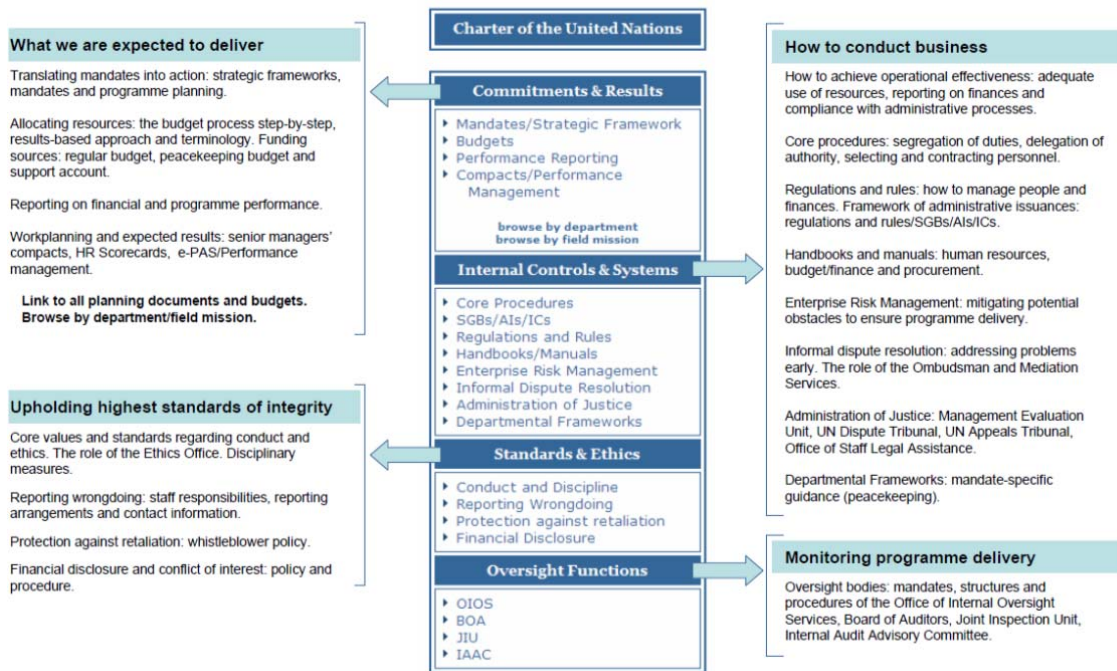 Charter of the United Nations
What we are expected to deliver
Translating mandates into action: strategic frameworks,
mandates and programme planning.
Allocating resources: the budget process step-by-step,
results-based approach and terminology. Funding
sources: regular budget, peacekeeping budget and
support account.
Reporting on financial and programme performance.
Workplanning and expected results: senior managers'
compacts, HR Scorecards, e-PAS/Performance
management.
Link to all planning documents and budgets.
Browse by department/field mission.
Upholding highest standards of integrity
Core values and standards regarding conduct and
ethics. The role of the Ethics Office. Disciplinary
measures.
Reporting wrongdoing: staff responsibilities, reporting
arrangements and contact information.
Protection against retaliation: whistleblower policy.
Financial disclosure and conflict of interest: policy and
procedure.
Commitments & Results
Mandates/Strategic Framework
Budgets
Performance Reporting
Compacts/Performance
Management
browse by department
browse by field mission
Internal Controls & Systems
Core Procedures
SGBs/AIs/ICs
Regulations and Rules
Handbooks/Manuals
Enterprise Risk Management
Informal Dispute Resolution
Administration of Justice
Departmental Frameworks
Standards & Ethics
Conduct and Discipline
Reporting Wrongdoing
Protection against retaliation
Financial Disclosure
Oversight Functions
OIOS
BOA
JIU
IAAC
How to conduct business
How to achieve operational effectiveness: adequate
use of resources, reporting on finances and
compliance with administrative processes.
Core procedures: segregation of duties, delegation of
authority, selecting and contracting personnel.
Regulations and rules: how to manage people and
finances. Framework of administrative issuances:
regulations and rules/SGBs/AIs/ICs.
Handbooks and manuals: human resources,
budget/finance and procurement.
Enterprise Risk Management: mitigating potential
obstacles to ensure programme delivery.
Informal dispute resolution: addressing problems
early. The role of the Ombudsman and Mediation
Services.
Administration of Justice: Management Evaluation
Unit, UN Dispute Tribunal, UN Appeals Tribunal,
Office of Staff Legal Assistance.
Departmental Frameworks: mandate-specific
guidance (peacekeeping).
Monitoring programme delivery
Oversight bodies: mandates, structures and
procedures of the Office of Internal Oversight
Services, Board of Auditors, Joint Inspection Unit,
Internal Audit Advisory Committee.